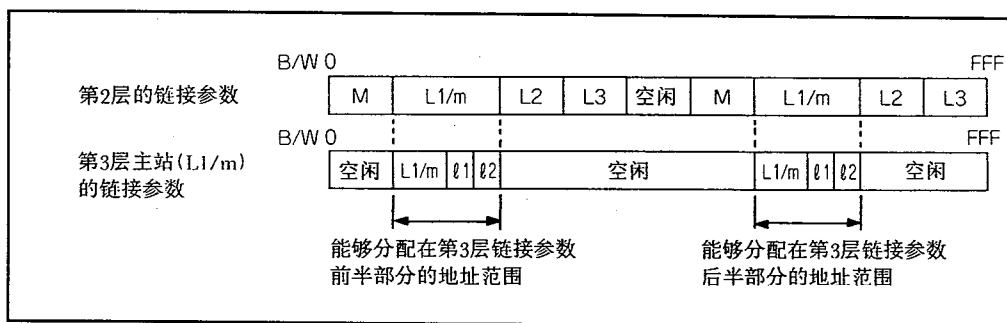 B/W 0 FFF
第2层的链接参数 M L1/m L2 L3 空闲 M L1/m L2 L3
B/W 0 FFF
第3层主站(L1/m)
的链接参数
空闲 L1/m ℓ1 ℓ2 空闲 L1/m ℓ1 ℓ2 空闲
能够分配在第3层链接参数
前半部分的地址范围
能够分配在第3层链接参数
后半部分的地址范围